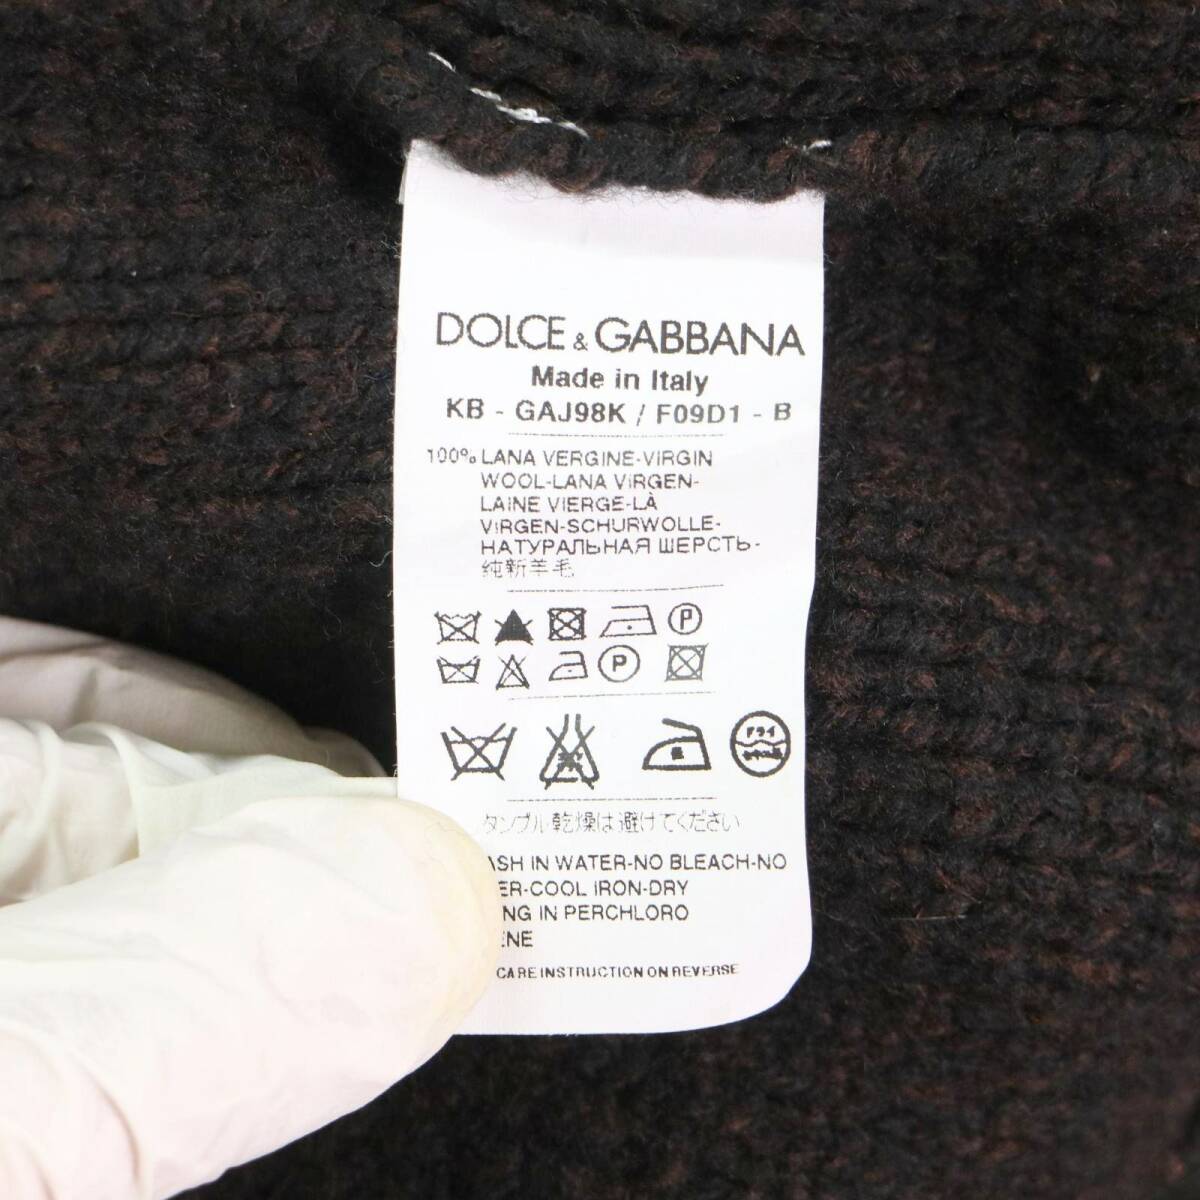 DOLCE & GABBANA
Made in Italy
KB - GAJ98K / F09D1 - B
100% LANA VERGINE-VIRGIN
WOOL-LANA VIRGEN-
LAINE VIERGE-LÀ
VIRGEN-SCHURWOLLE-
НАТУРАЛЬНАЯ ШЕРСТЬ-
純新羊毛
P
P
ドライ
タンブル乾燥は避けてください
ASH IN WATER-NO BLEACH-NO
ER-COOL IRON-DRY
NG IN PERCHLORO
ENE
CARE INSTRUCTION ON REVERSE